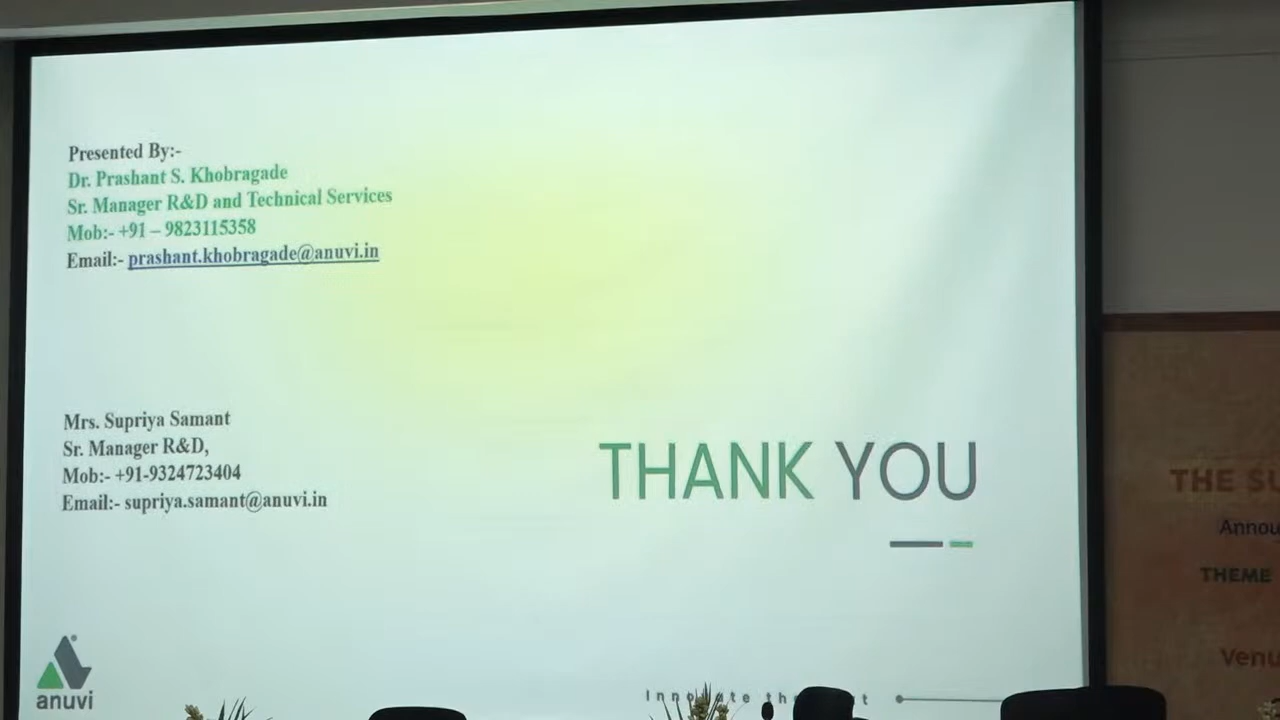 Presented By:-
Dr. Prashant S. Khobragade
Sr. Manager R&D and Technical Services
Mob:- +91 – 9823115358
Email:- prashant.khobragade@anuvi.in
Mrs. Supriya Samant
Sr. Manager R&D,
Mob:- +91-9324723404
Email:- supriya.samant@anuvi.in
THANK YOU
anuvi
THE
THEME